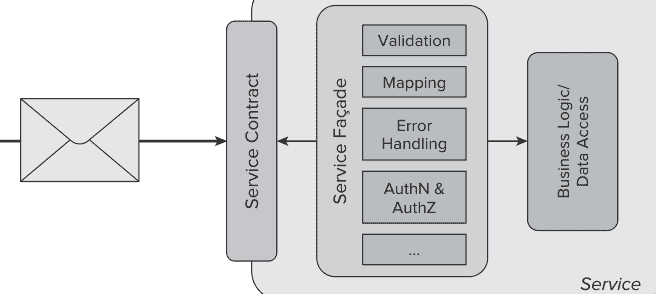 Service Contract
Service Façade
Validation
Mapping
Error
Handling
AuthN &
AuthZ
...
Business Logic/
Data Access
Service